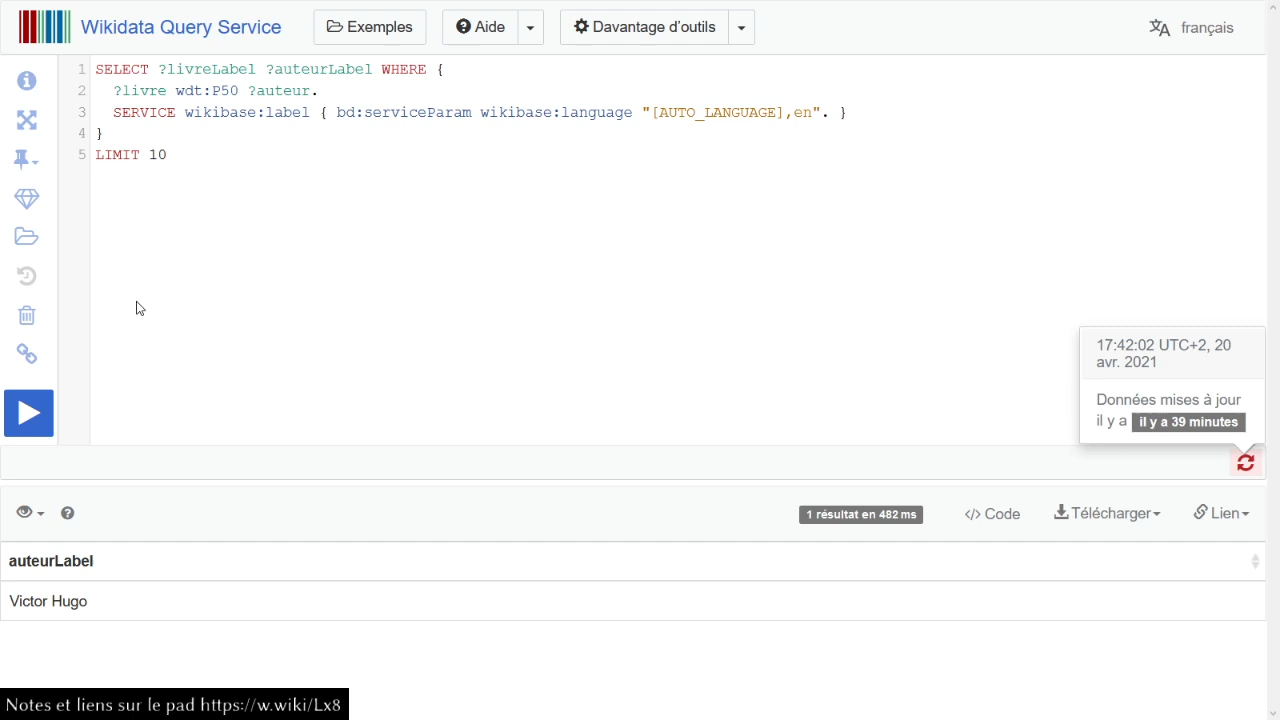 Wikidata Query Service Exemples Aide Davantage d'outils français
1 SELECT ?livreLabel ?auteurLabel WHERE {
2 ?livre wdt:P50 ?auteur.
3 SERVICE wikibase:label { bd:serviceParam wikibase:language "[AUTO_LANGUAGE],en". }
4 }
5 LIMIT 10
17:42:02 UTC+2, 20
avr. 2021
Données mises à jour
il y a il y a 39 minutes
1 résultat en 482 ms </> Code Télécharger Lien
auteurLabel
Victor Hugo
Notes et liens sur le pad https://w.wiki/Lx8